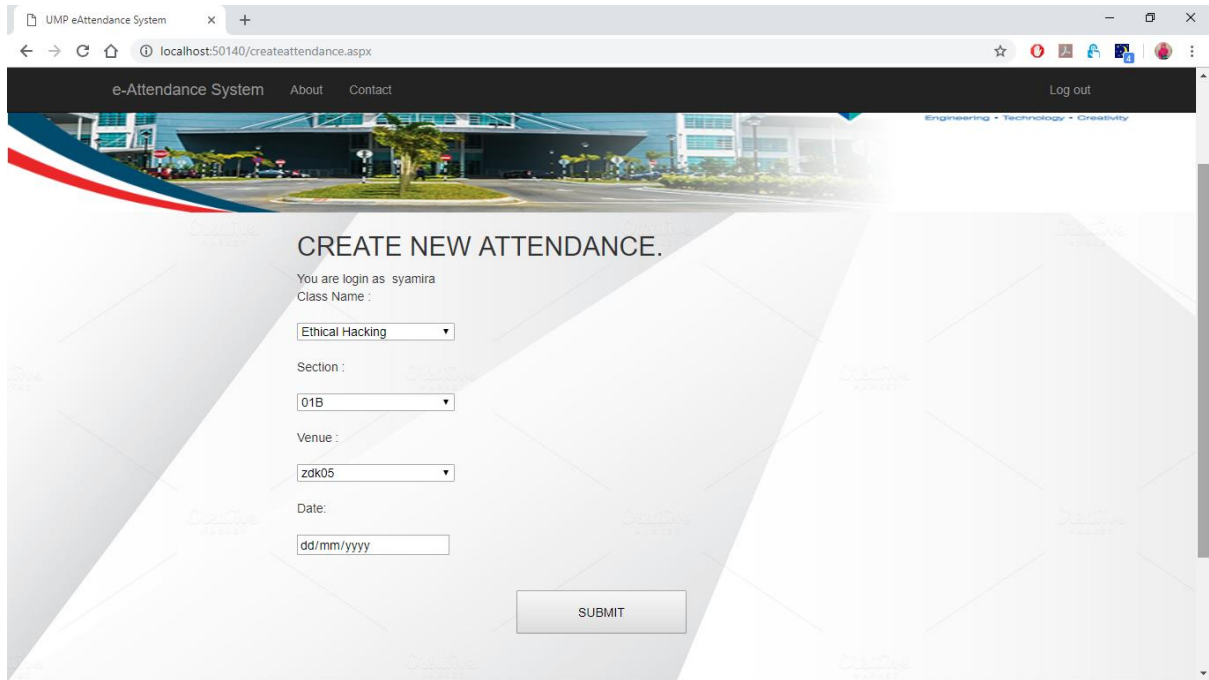 UMP eAttendance System
localhost:50140/createattendance.aspx
4
e-Attendance System About Contact Log out
Engineering • Technology • Creativity
CREATE NEW ATTENDANCE.
You are login as syamira
Class Name :
Ethical Hacking
Section :
01B
Venue :
zdk05
Date:
dd/mm/yyyy
SUBMIT